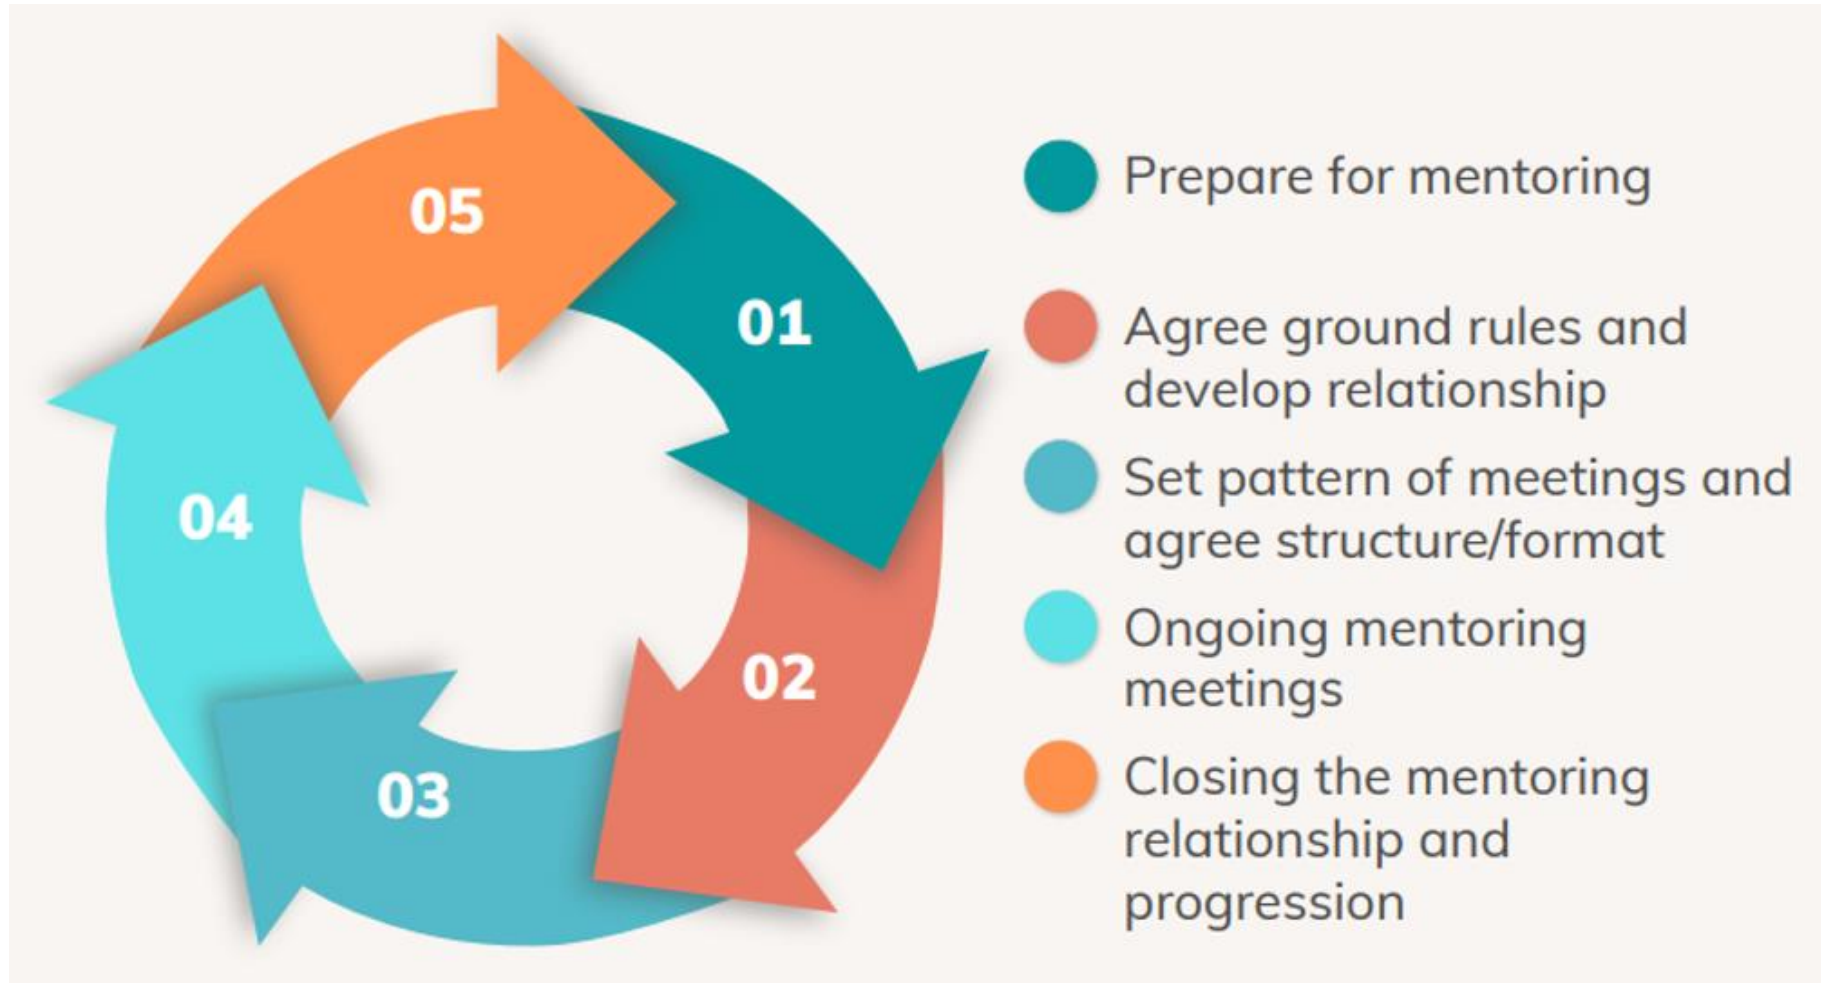 05
01
04
02
03
Prepare for mentoring
Agree ground rules and
develop relationship
Set pattern of meetings and
agree structure/format
Ongoing mentoring
meetings
Closing the mentoring
relationship and
progression